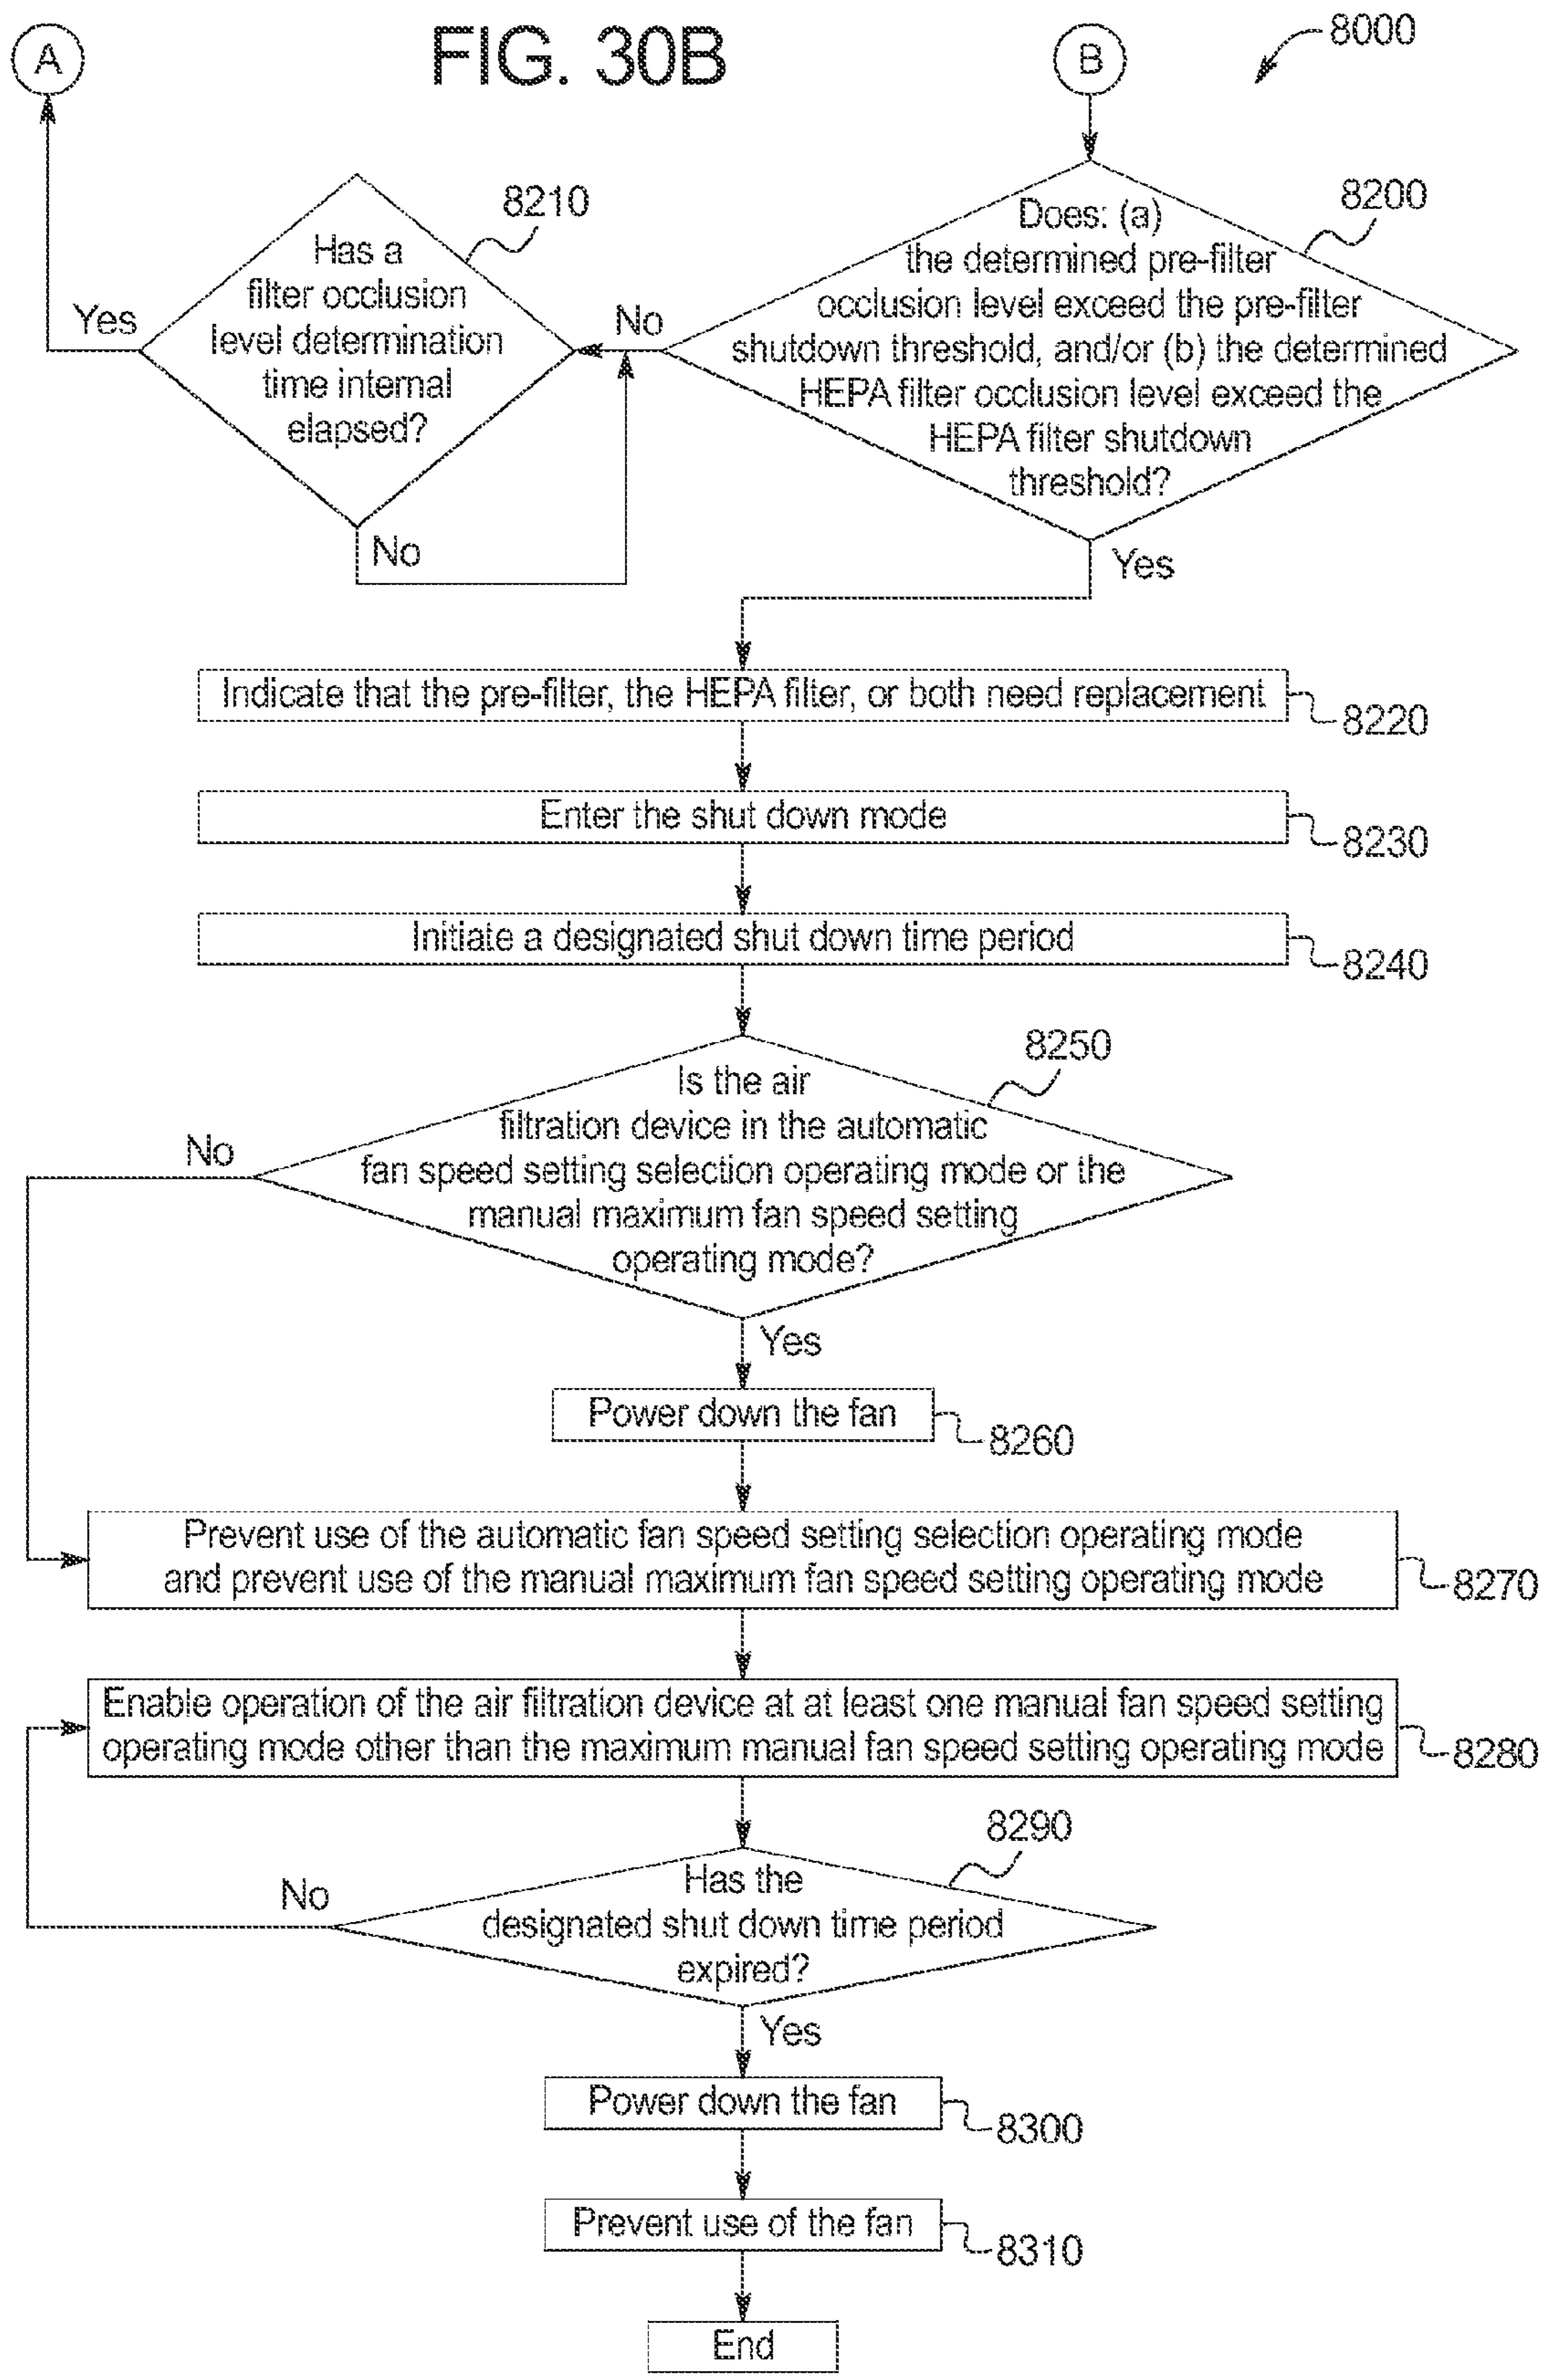 A
FIG. 30B
B
8000
8210
Has a
filter occlusion
level determination
time internal
elapsed?
Yes
No
8200
Does: (a)
the determined pre-filter
occlusion level exceed the pre-filter
shutdown threshold, and/or (b) the determined
HEPA filter occlusion level exceed the
HEPA filter shutdown
threshold?
No
Yes
Indicate that the pre-filter, the HEPA filter, or both need replacement
8220
Enter the shut down mode
8230
Initiate a designated shut down time period
8240
8250
Is the air
filtration device in the automatic
fan speed setting selection operating mode or the
manual maximum fan speed setting
operating mode?
No
Yes
Power down the fan
8260
Prevent use of the automatic fan speed setting selection operating mode
and prevent use of the manual maximum fan speed setting operating mode
8270
Enable operation of the air filtration device at at least one manual fan speed setting
operating mode other than the maximum manual fan speed setting operating mode
8280
8290
Has the
designated shut down time period
expired?
No
Yes
Power down the fan
8300
Prevent use of the fan
8310
End